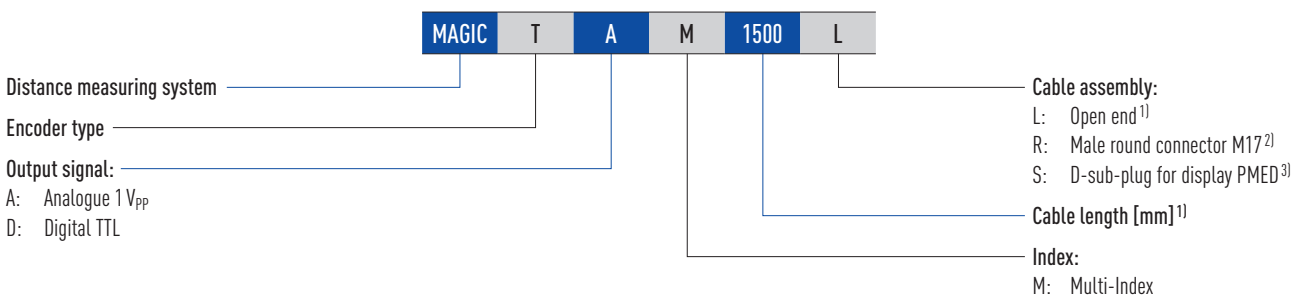 MAGIC T A M 1500 L
Distance measuring system
Encoder type
Output signal:
A: Analogue 1 VPP
D: Digital TTL
Cable assembly:
L: Open end 1)
R: Male round connector M17 2)
S: D-sub-plug for display PMED 3)
Cable length [mm] 1)
Index:
M: Multi-Index